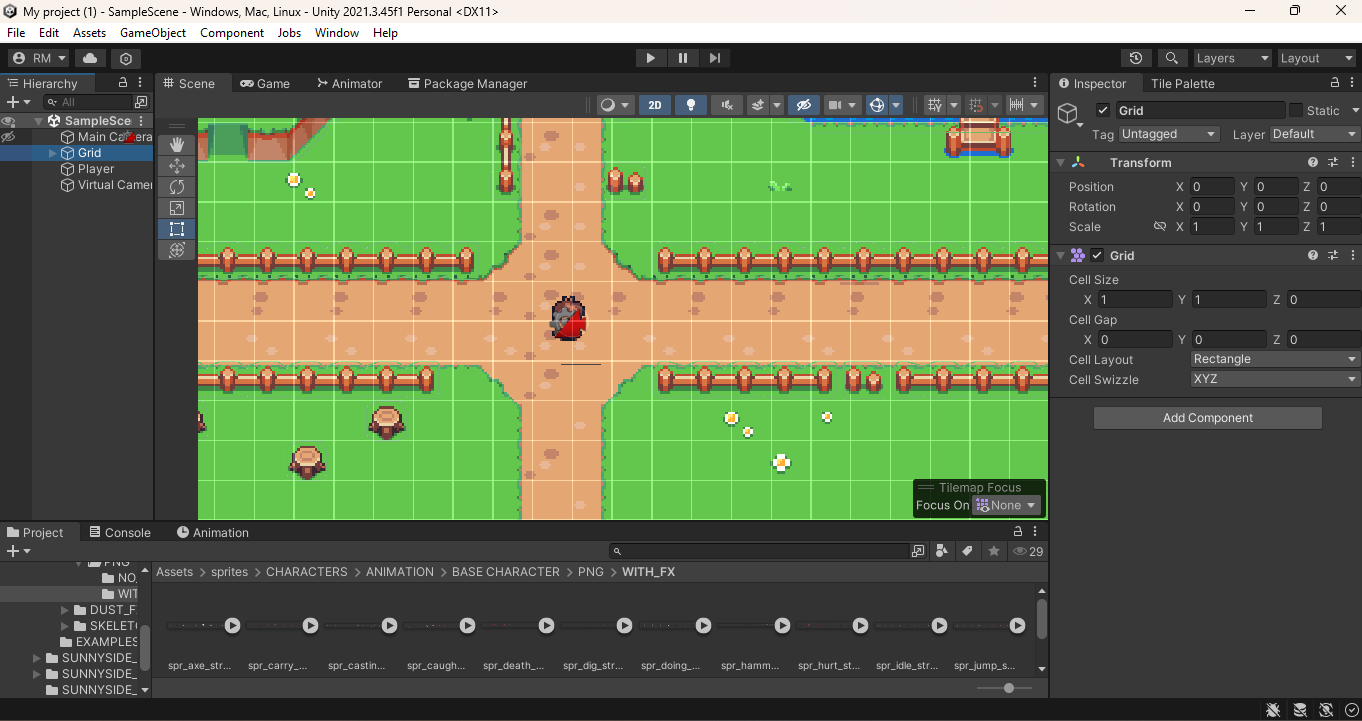 My project (1) - SampleScene - Windows, Mac, Linux - Unity 2021.3.45f1 Personal <DX11>
File Edit Assets GameObject Component Jobs Window Help
RM Layers Layout
Hierarchy Scene Game Animator Package Manager Inspector Tile Palette
All 2D
SampleSce
Main Camera
Grid
Player
Virtual Camer
Grid Static
Tag Untagged Layer Default
Transform
Position X 0 Y 0 Z 0
Rotation X 0 Y 0 Z 0
Scale X 1 Y 1 Z 1
Grid
Cell Size
X 1 Y 1 Z 0
Cell Gap
X 0 Y 0 Z 0
Cell Layout Rectangle
Cell Swizzle XYZ
Add Component
Tilemap Focus
Focus On None
Project Console Animation
29
Assets > sprites > CHARACTERS > ANIMATION > BASE CHARACTER > PNG > WITH_FX
PNG
NO
WIT
DUST_F
SKELET
EXAMPLES
SUNNYSIDE_
SUNNYSIDE_
SUNNYSIDE_
spr_axe_str... spr_carry_... spr_castin... spr_caugh... spr_death_... spr_dig_str... spr_doing_... spr_hamm... spr_hurt_st... spr_idle_str... spr_jump_s...